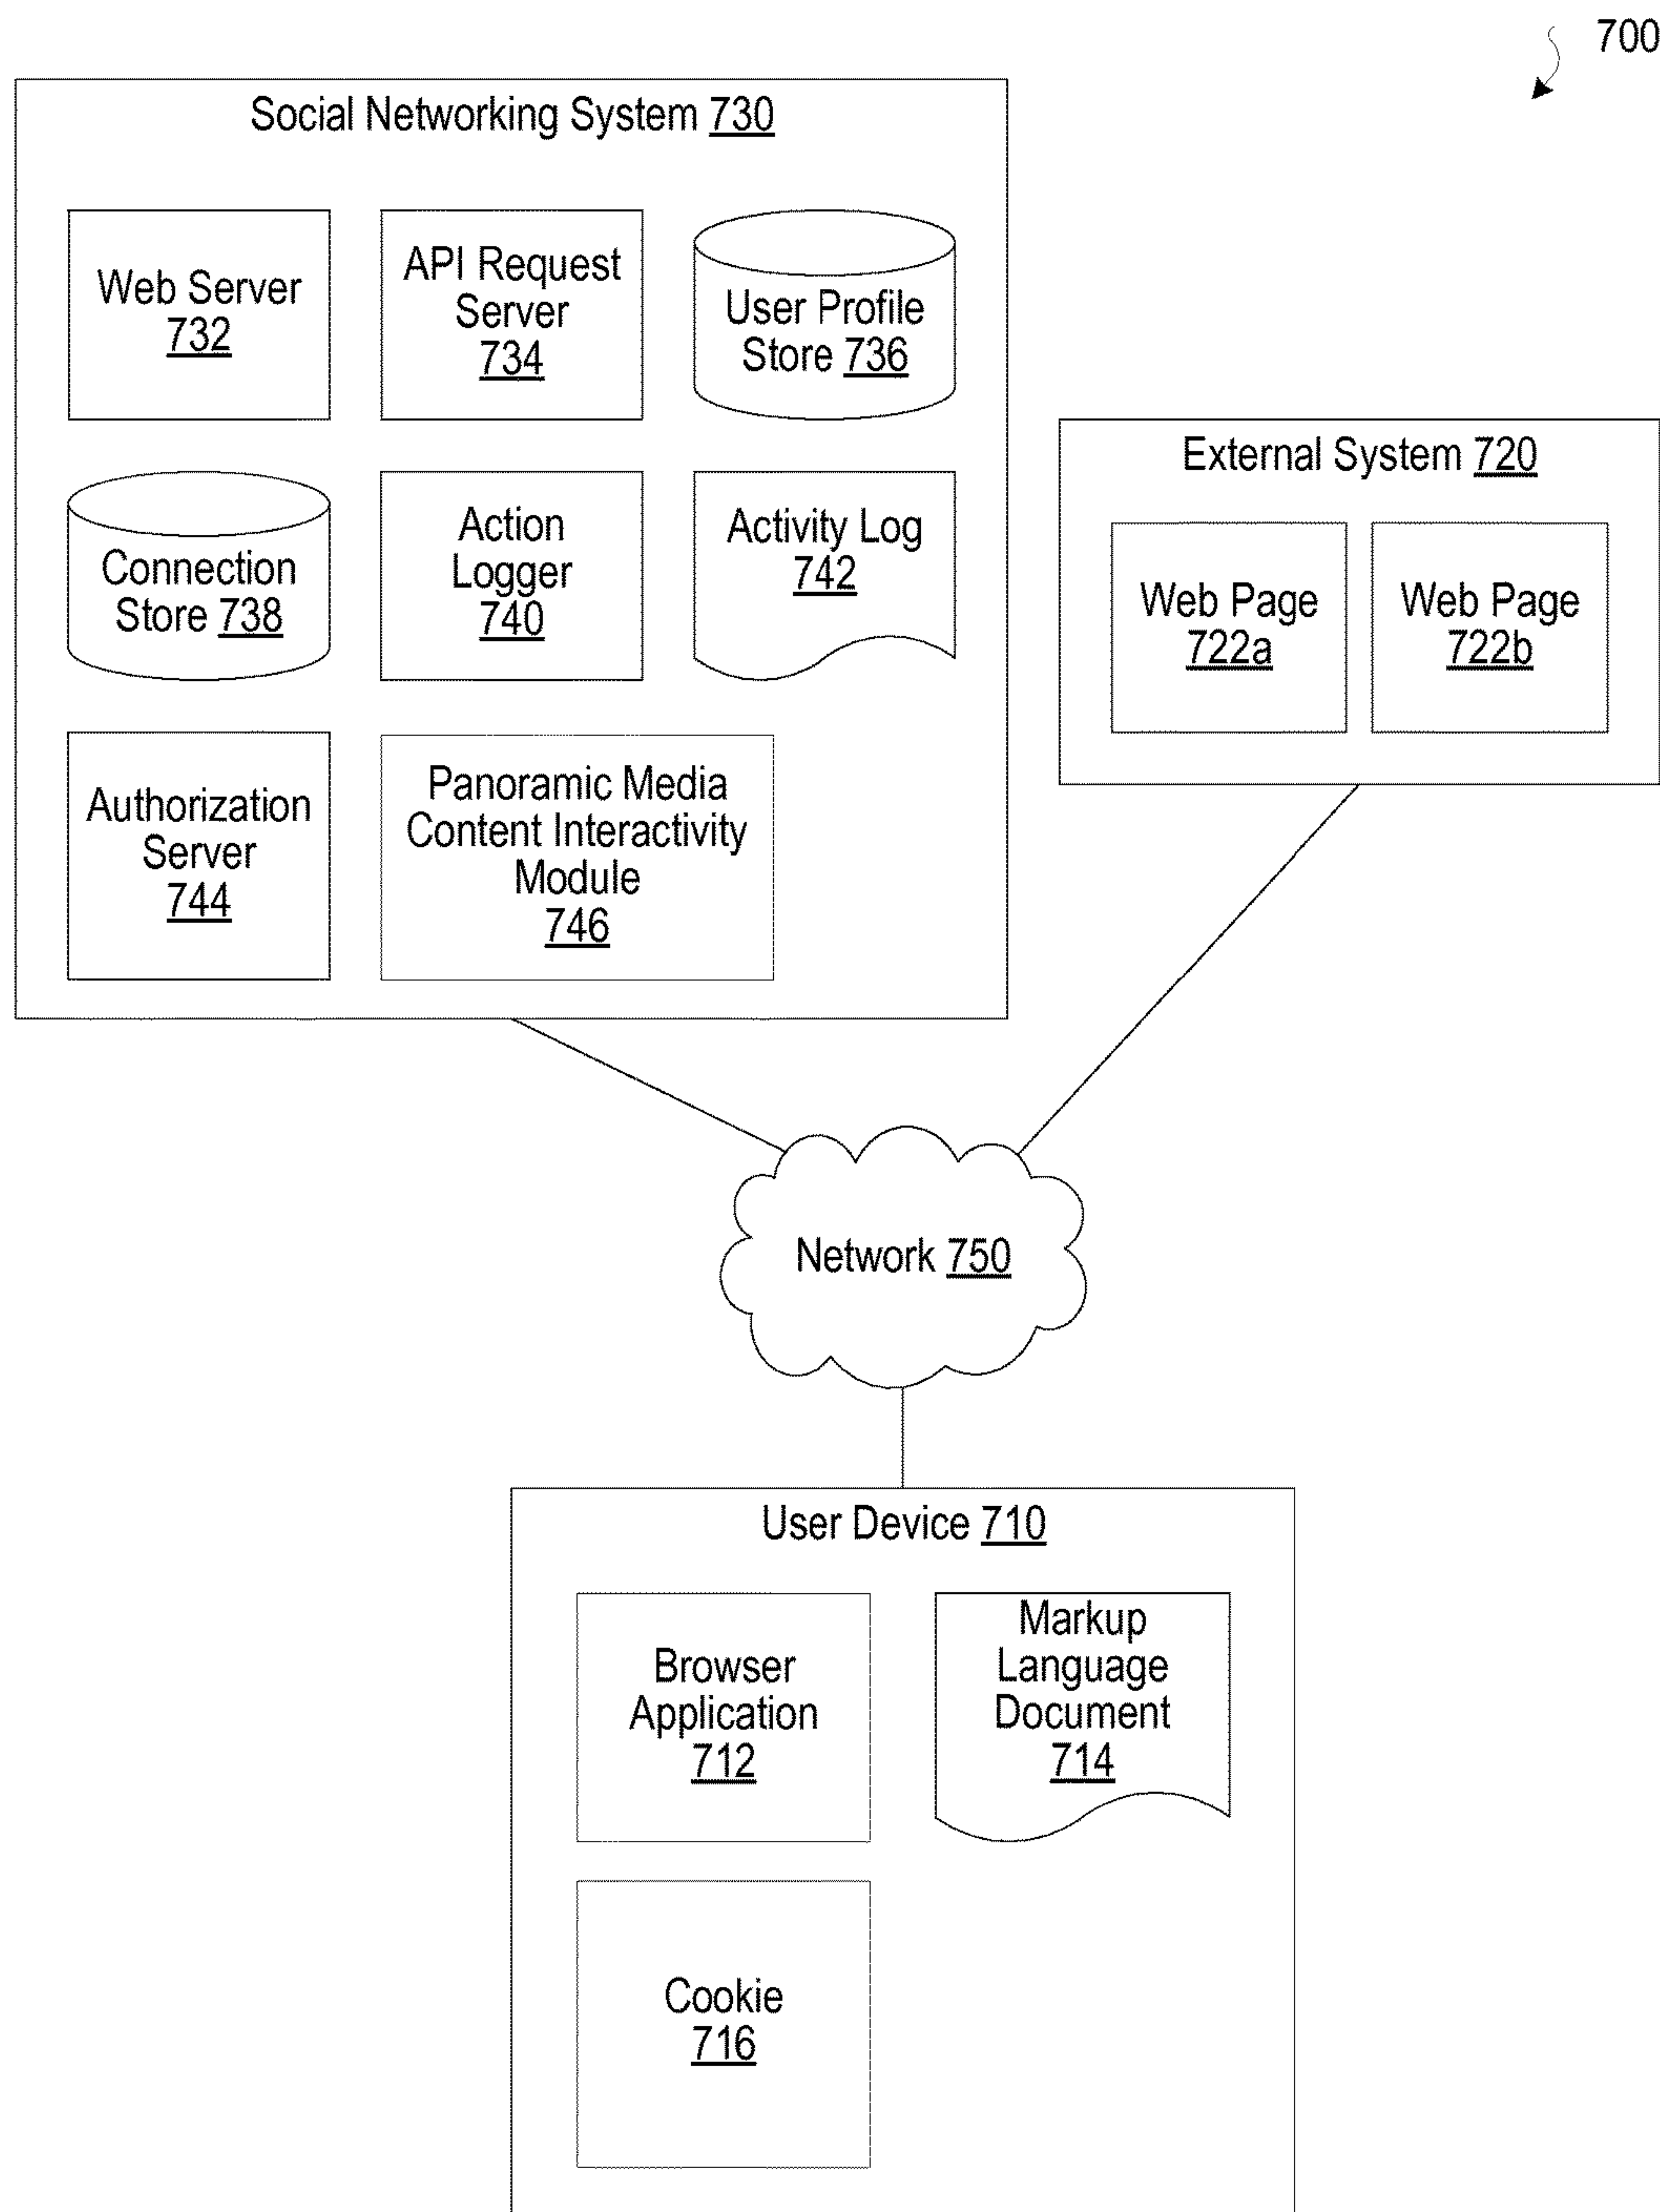 700
Social Networking System 730
Web Server
732
API Request
Server
734
User Profile
Store 736
Connection
Store 738
Action
Logger
740
Activity Log
742
Authorization
Server
744
Panoramic Media
Content Interactivity
Module
746
External System 720
Web Page
722a
Web Page
722b
Network 750
User Device 710
Browser
Application
712
Markup
Language
Document
714
Cookie
716